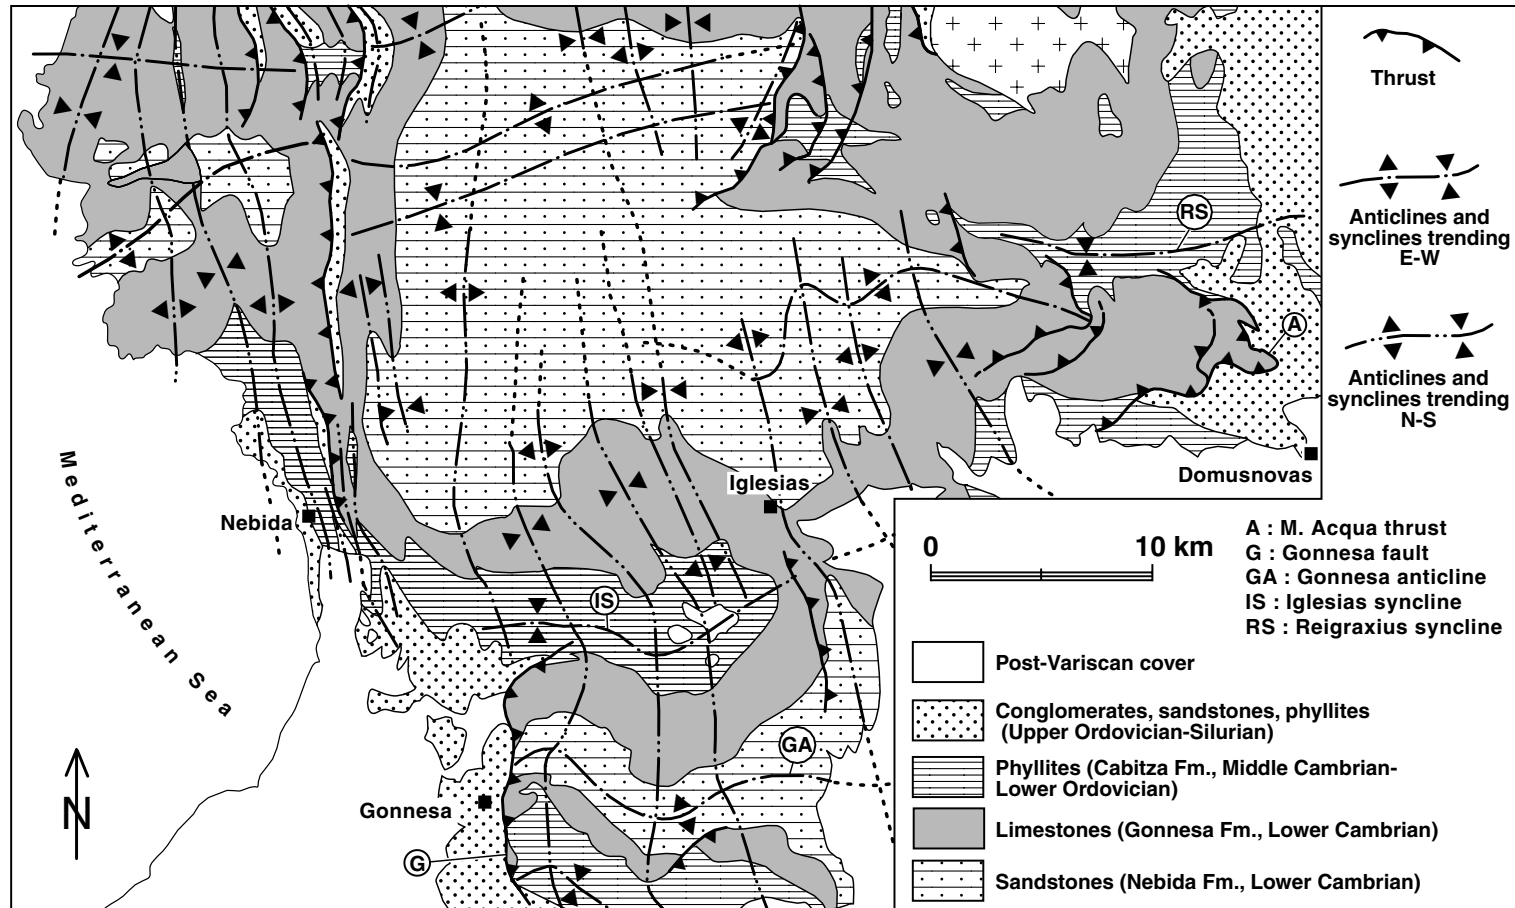 Thrust
RS
Anticlines and
synclines trending
E-W
A
Anticlines and
synclines trending
N-S
Domusnovas
Iglesias
Nebida
Mediterranean Sea
IS
GA
Gonnesa
G
N
0 10 km
A : M. Acqua thrust
G : Gonnesa fault
GA : Gonnesa anticline
IS : Iglesias syncline
RS : Reigraxius syncline
Post-Variscan cover
Conglomerates, sandstones, phyllites
(Upper Ordovician-Silurian)
Phyllites (Cabitza Fm., Middle Cambrian-
Lower Ordovician)
Limestones (Gonnesa Fm., Lower Cambrian)
Sandstones (Nebida Fm., Lower Cambrian)